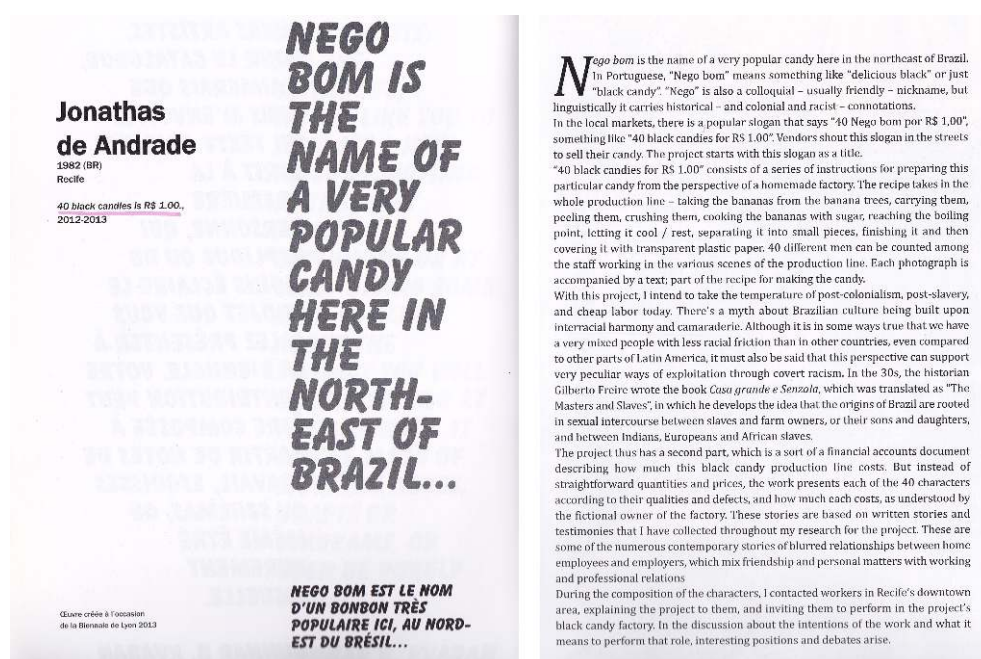 Jonathas
de Andrade
1982 (BR)
Recife
40 black candies is R$ 1.00.,
2012-2013
NEGO
BOM IS
THE
NAME OF
A VERY
POPULAR
CANDY
HERE IN
THE
NORTH-
EAST OF
BRAZIL...
Œuvre créée à l'occasion
de la Biennale de Lyon 2013
NEGO BOM EST LE NOM
D'UN BONBON TRÈS
POPULAIRE ICI, AU NORD-
EST DU BRÉSIL...
Nego bom is the name of a very popular candy here in the northeast of Brazil.
In Portuguese, "Nego bom" means something like "delicious black" or just
"black candy". "Nego" is also a colloquial – usually friendly – nickname, but
linguistically it carries historical – and colonial and racist – connotations.
In the local markets, there is a popular slogan that says "40 Nego bom por R$ 1,00",
something like "40 black candies for R$ 1.00". Vendors shout this slogan in the streets
to sell their candy. The project starts with this slogan as a title.
"40 black candies for R$ 1.00" consists of a series of instructions for preparing this
particular candy from the perspective of a homemade factory. The recipe takes in the
whole production line – taking the bananas from the banana trees, carrying them,
peeling them, crushing them, cooking the bananas with sugar, reaching the boiling
point, letting it cool / rest, separating it into small pieces, finishing it and then
covering it with transparent plastic paper. 40 different men can be counted among
the staff working in the various scenes of the production line. Each photograph is
accompanied by a text; part of the recipe for making the candy.
With this project, I intend to take the temperature of post-colonialism, post-slavery,
and cheap labor today. There's a myth about Brazilian culture being built upon
interracial harmony and camaraderie. Although it is in some ways true that we have
a very mixed people with less racial friction than in other countries, even compared
to other parts of Latin America, it must also be said that this perspective can support
very peculiar ways of exploitation through covert racism. In the 30s, the historian
Gilberto Freire wrote the book Casa grande e Senzala, which was translated as "The
Masters and Slaves", in which he develops the idea that the origins of Brazil are rooted
in sexual intercourse between slaves and farm owners, or their sons and daughters,
and between Indians, Europeans and African slaves.
The project thus has a second part, which is a sort of a financial accounts document
describing how much this black candy production line costs. But instead of
straightforward quantities and prices, the work presents each of the 40 characters
according to their qualities and defects, and how much each costs, as understood by
the fictional owner of the factory. These stories are based on written stories and
testimonies that I have collected throughout my research for the project. These are
some of the numerous contemporary stories of blurred relationships between home
employees and employers, which mix friendship and personal matters with working
and professional relations
During the composition of the characters, I contacted workers in Recife's downtown
area, explaining the project to them, and inviting them to perform in the project's
black candy factory. In the discussion about the intentions of the work and what it
means to perform that role, interesting positions and debates arise.